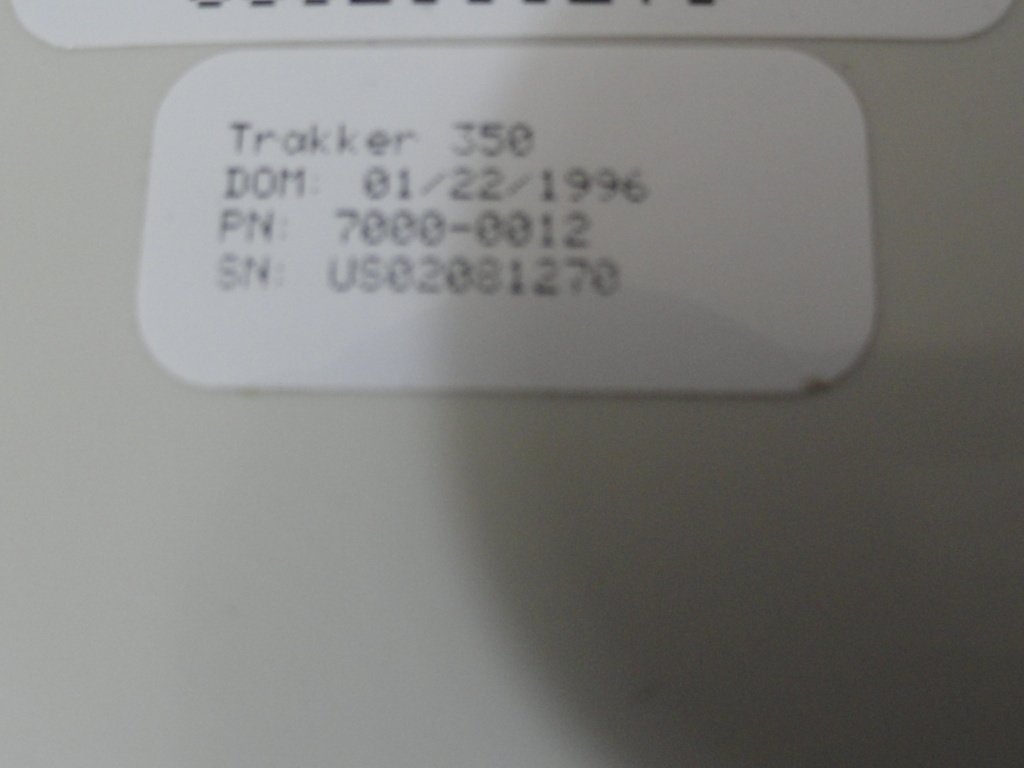 Trakker 350
DOM: 01/22/1996
PN: 7000-0012
SN: US02081270